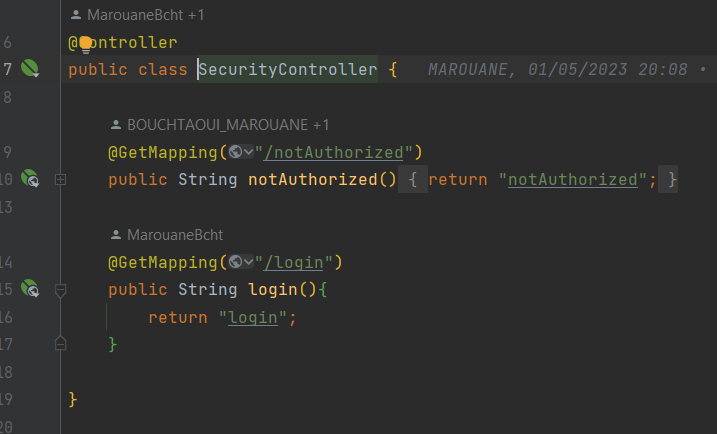 MarouaneBcht +1
6 @Controller
7 public class SecurityController { MAROUANE, 01/05/2023 20:08 •
8
BOUCHTAOUI_MAROUANE +1
9 @GetMapping("/notAuthorized")
10 public String notAuthorized() { return "notAuthorized"; }
13
MarouaneBcht
14 @GetMapping("/login")
15 public String login(){
16 return "login";
17 }
18
19 }
20